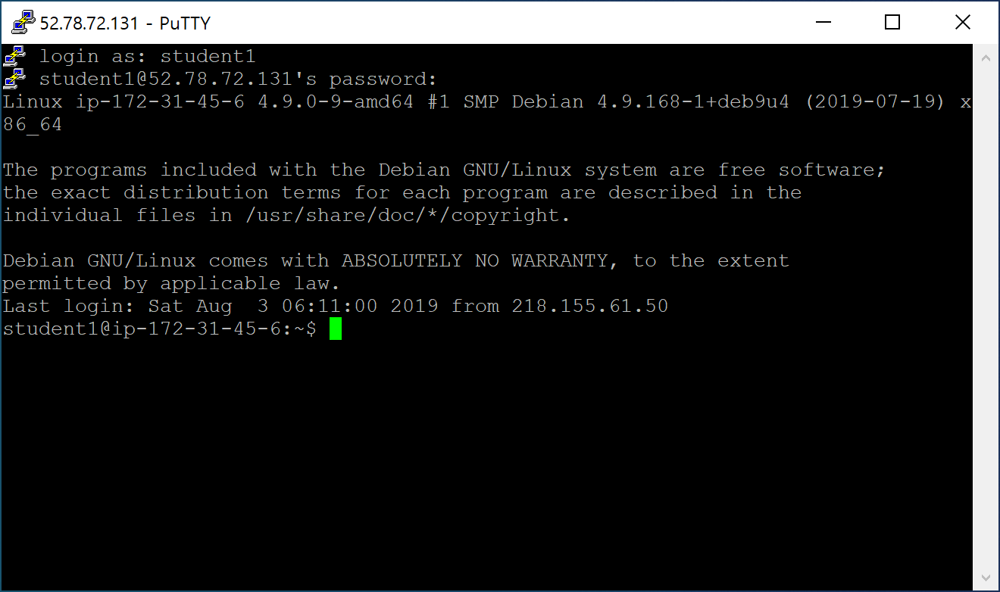 52.78.72.131 - PuTTY
login as: student1
student1@52.78.72.131's password:
Linux ip-172-31-45-6 4.9.0-9-amd64 #1 SMP Debian 4.9.168-1+deb9u4 (2019-07-19) x
86_64
The programs included with the Debian GNU/Linux system are free software;
the exact distribution terms for each program are described in the
individual files in /usr/share/doc/*/copyright.
Debian GNU/Linux comes with ABSOLUTELY NO WARRANTY, to the extent
permitted by applicable law.
Last login: Sat Aug  3 06:11:00 2019 from 218.155.61.50
student1@ip-172-31-45-6:~$